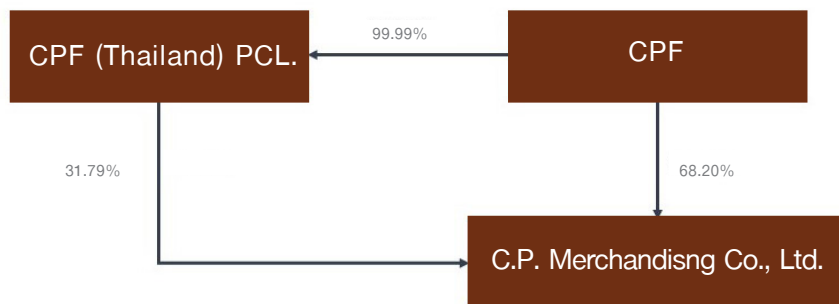 99.99%
CPF (Thailand) PCL.
CPF
31.79%
68.20%
C.P. Merchandisng Co., Ltd.